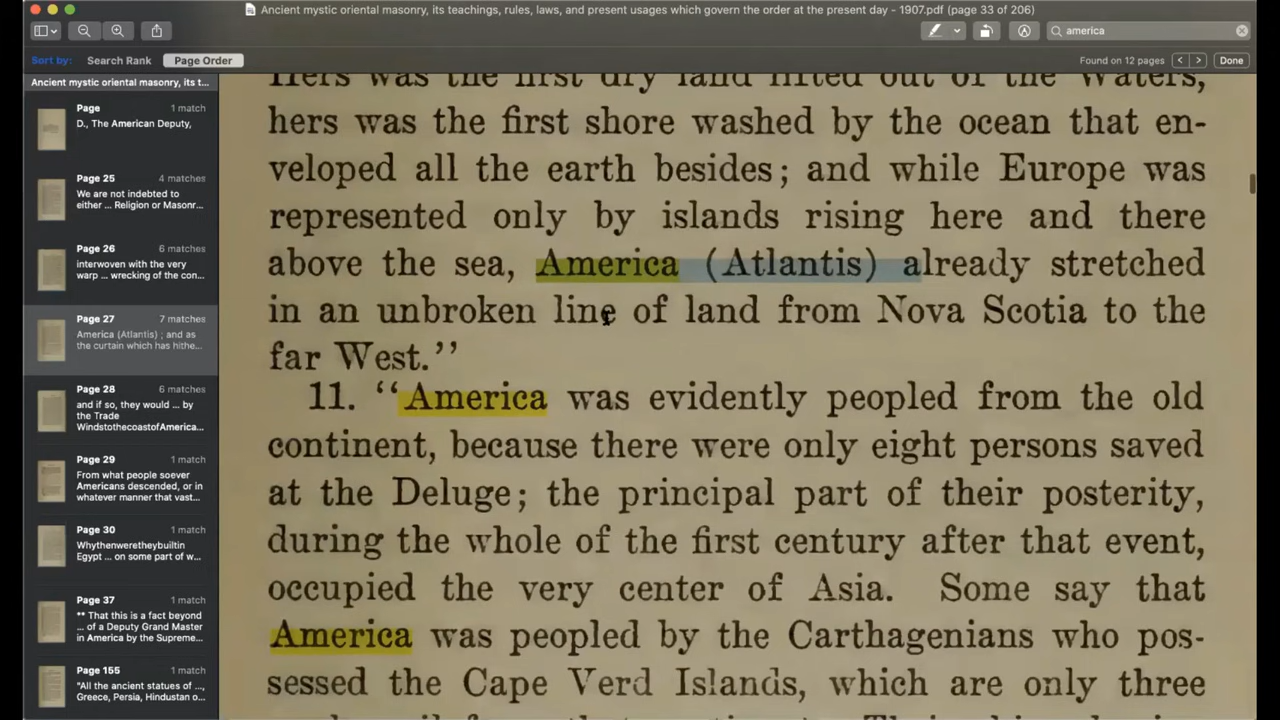 Ancient mystic oriental masonry, its teachings, rules, laws, and present usages which govern the order at the present day - 1907.pdf (page 33 of 206)
america
Sort by: Search Rank Page Order
Found on 12 pages < > Done
Ancient mystic oriental masonry, its t...
Page 1 match
D., The American Deputy,
Page 25 4 matches
We are not indebted to
either ... Religion or Masonr...
Page 26 6 matches
interwoven with the very
warp ... wrecking of the con...
Page 27 7 matches
America (Atlantis) ; and as
the curtain which has hithe...
Page 28 6 matches
and if so, they would ... by
the Trade
WindstothecoastofAmerica...
Page 29 1 match
From what people soever
Americans descended, or in
whatever manner that vast...
Page 30 1 match
Whythenweretheybuiltin
Egypt ... on some part of w...
Page 37 1 match
** That this is a fact beyond
... of a Deputy Grand Master
in America by the Supreme...
Page 155 1 match
"All the ancient statues of ...,
Greece, Persia, Hindustan o...
Hers was the first dry land lifted out of the Waters,
hers was the first shore washed by the ocean that en-
veloped all the earth besides; and while Europe was
represented only by islands rising here and there
above the sea, America (Atlantis) already stretched
in an unbroken line of land from Nova Scotia to the
far West.''
11. ‘‘America was evidently peopled from the old
continent, because there were only eight persons saved
at the Deluge; the principal part of their posterity,
during the whole of the first century after that event,
occupied the very center of Asia. Some say that
America was peopled by the Carthagenians who pos-
sessed the Cape Verd Islands, which are only three